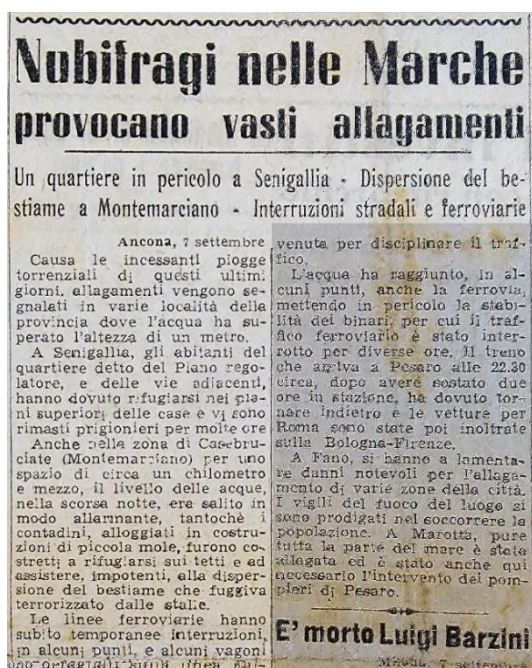 Nubifragi nelle Marche
provocano vasti allagamenti
Un quartiere in pericolo a Senigallia - Dispersione del be-
stiame a Montemarciano - Interruzioni stradali e ferroviarie
Ancona, 7 settembre
Causa le incessanti piogge
torrenziali di questi ultimi
giorni, allagamenti vengono se-
gnalati in varie località della
provincia dove l'acqua ha su-
perato l'altezza di un metro.
A Senigallia, gli abitanti del
quartiere detto del Piano rego-
latore, e delle vie adiacenti,
hanno dovuto rifugiarsi nei pia-
ni superiori delle case e vi sono
rimasti prigionieri per molte ore
Anche nella zona di Casebru-
ciate (Montemarciano) per uno
spazio di circa un chilometro
e mezzo, il livello delle acque,
nella scorsa notte, era salito in
modo allarmante, tantochè i
contadini, alloggiati in costru-
zioni di piccola mole, furono co-
stretti a rifugiarsi sui tetti e ad
assistere, impotenti, alla disper-
sione del bestiame che fuggiva
terrorizzato dalle stalle.
Le linee ferroviarie hanno
subìto temporanee interruzioni,
in alcuni punti, e alcuni vagoni
venuta per disciplinare il traf-
fico.
L'acqua ha raggiunto, in al-
cuni punti, anche la ferrovia,
mettendo in pericolo la stabi-
lità dei binari, per cui il traf-
fico ferroviario è stato inter-
rotto per diverse ore. Il treno
che arriva a Pesaro alle 22.30
circa, dopo avere sostato due
ore in stazione, ha dovuto tor-
nare indietro e le vetture per
Roma sono state poi inoltrate
sulla Bologna-Firenze.
A Fano, si hanno a lamenta-
re danni notevoli per l'allaga-
mento di varie zone della città.
I vigili del fuoco del luogo si
sono prodigati nel soccorrere la
popolazione. A Marotta, pure
tutta la parte del mare è stata
allagata ed è stato anche qui
necessario l'intervento dei pom-
pieri di Pesaro.
E' morto Luigi Barzini